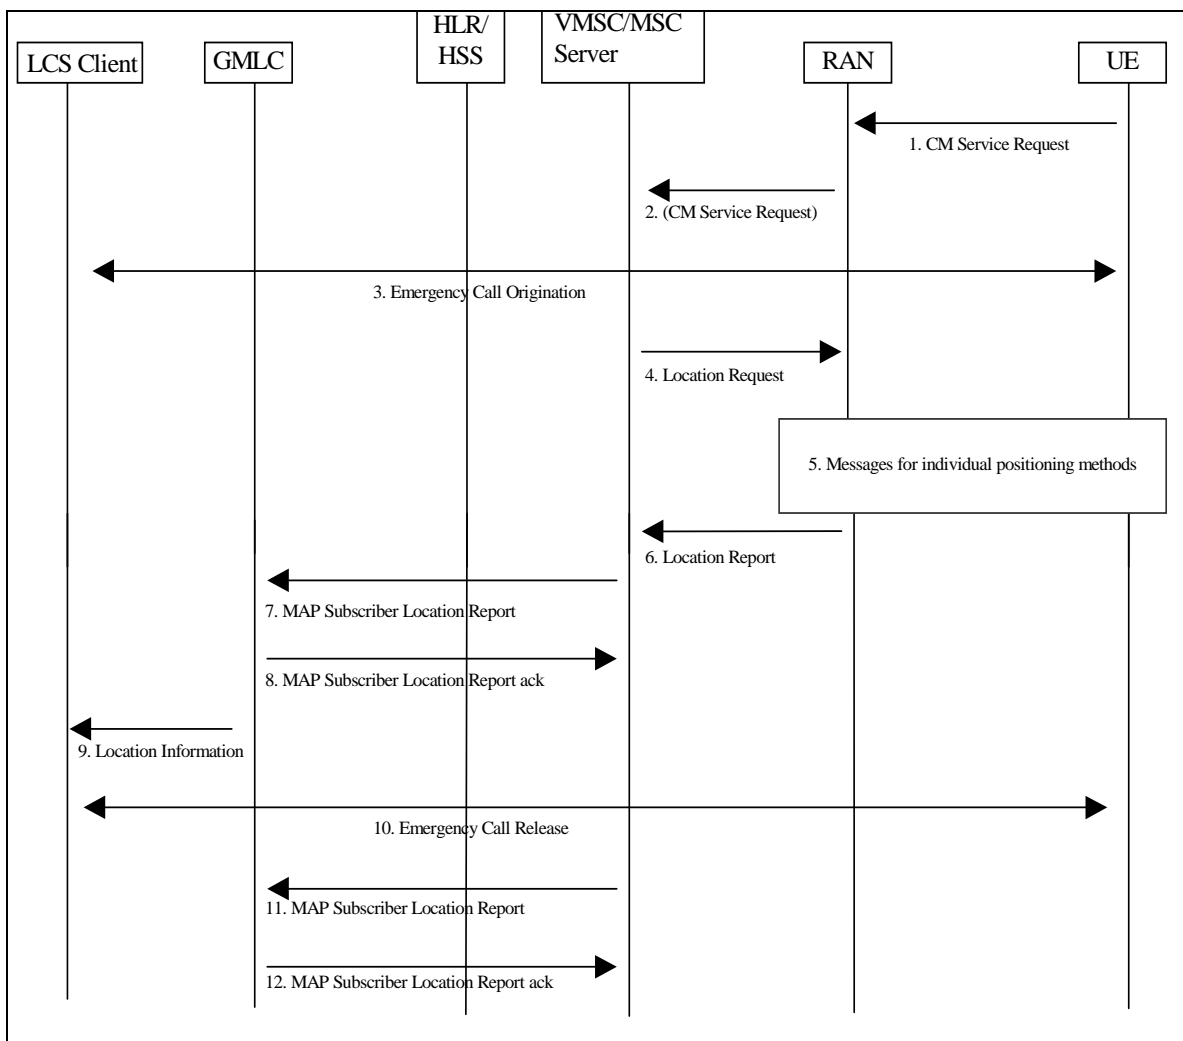 HLR/
HSS
VMSC/MSC
Server
LCS Client
GMLC
RAN
UE
1. CM Service Request
2. (CM Service Request)
3. Emergency Call Origination
4. Location Request
5. Messages for individual positioning methods
6. Location Report
7. MAP Subscriber Location Report
8. MAP Subscriber Location Report ack
9. Location Information
10. Emergency Call Release
11. MAP Subscriber Location Report
12. MAP Subscriber Location Report ack